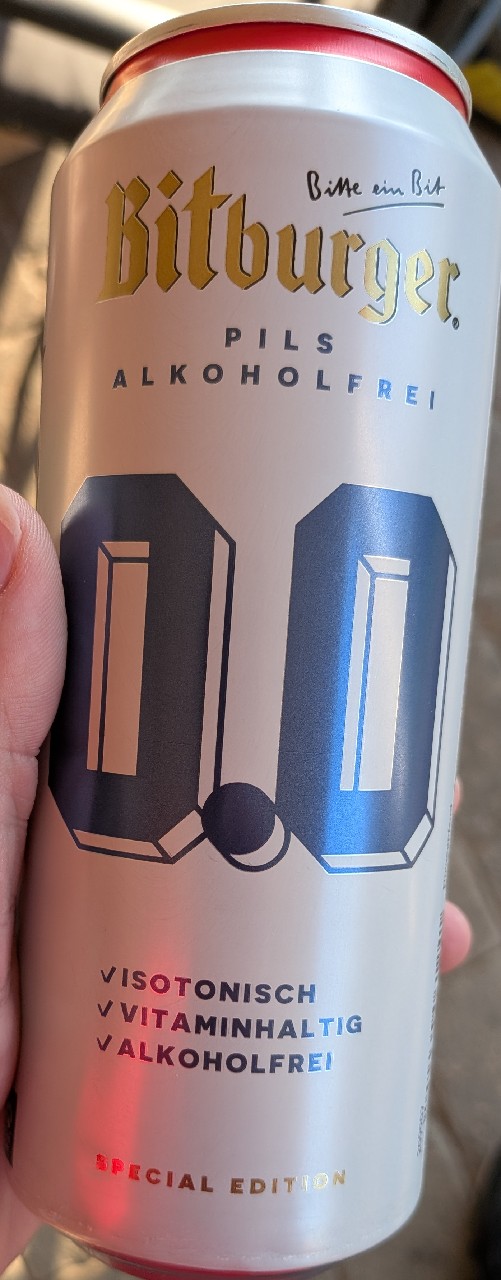 Bitte ein Bit
Bitburger®
PILS
ALKOHOLFREI
0.0
✓ISOTONISCH
✓VITAMINHALTIG
✓ALKOHOLFREI
SPECIAL EDITION